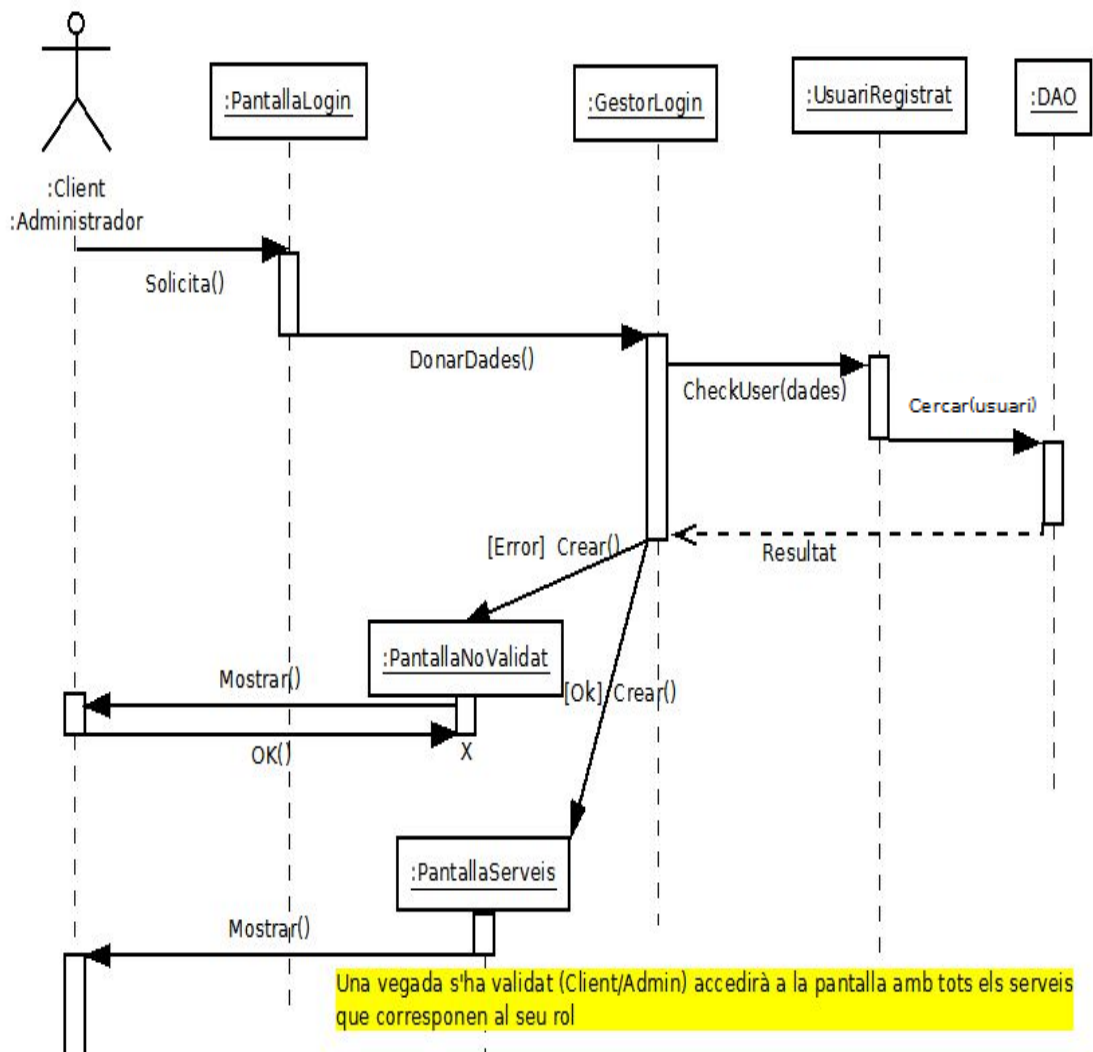 :PantallaLogin
:GestorLogin
:UsuariRegistrat
:DAO
:Client
:Administrador
Solicita()
DonarDades()
CheckUser(dades)
Cercar(usuari)
[Error] Crear()
Resultat
:PantallaNoValidat
Mostrar()
[Ok] Crear()
OK()
X
:PantallaServeis
Mostrar()
Una vegada s'ha validat (Client/Admin) accedirà a la pantalla amb tots els serveis
que corresponen al seu rol